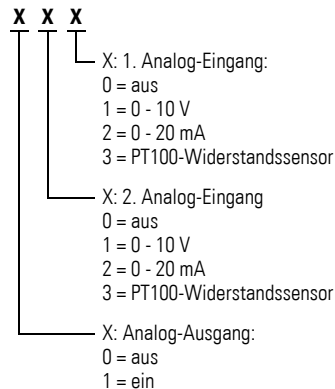 X X X
X: 1. Analog-Eingang:
0 = aus
1 = 0 - 10 V
2 = 0 - 20 mA
3 = PT100-Widerstandssensor
X: 2. Analog-Eingang
0 = aus
1 = 0 - 10 V
2 = 0 - 20 mA
3 = PT100-Widerstandssensor
X: Analog-Ausgang:
0 = aus
1 = ein